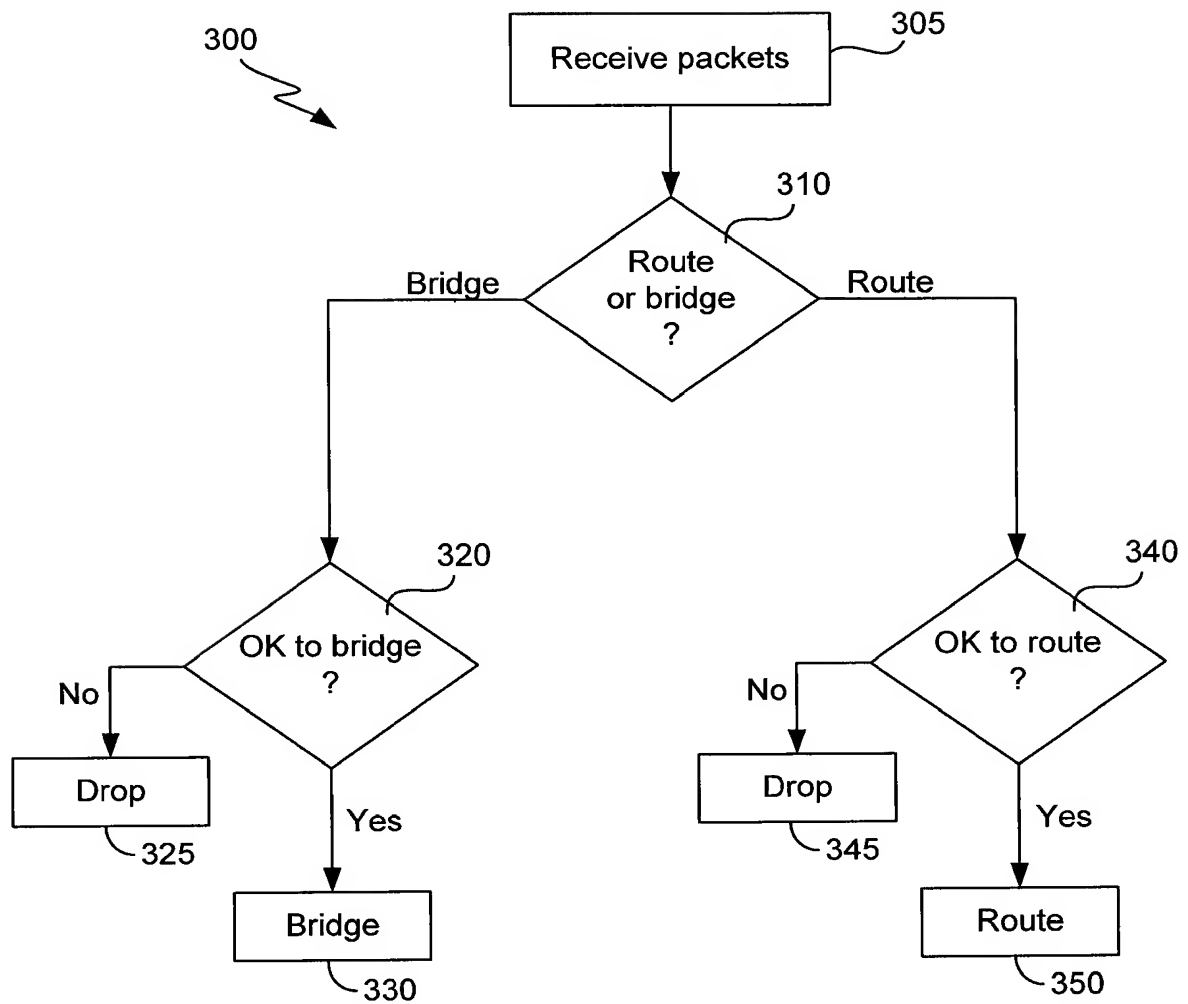 300
Receive packets
305
310
Route
or bridge
?
Bridge
Route
320
OK to bridge
?
340
OK to route
?
No
Drop
325
Yes
Bridge
330
No
Drop
345
Yes
Route
350